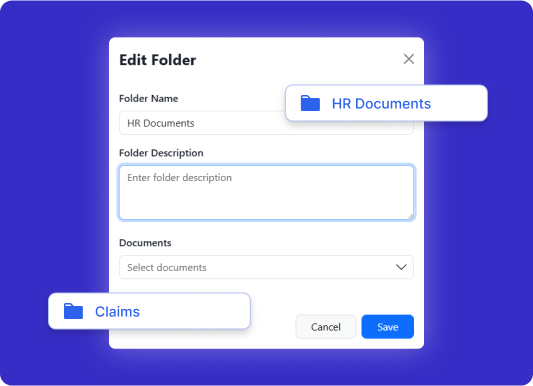 Edit Folder
Folder Name
HR Documents
HR Documents
Folder Description
Enter folder description
Documents
Select documents
Claims
Cancel
Save